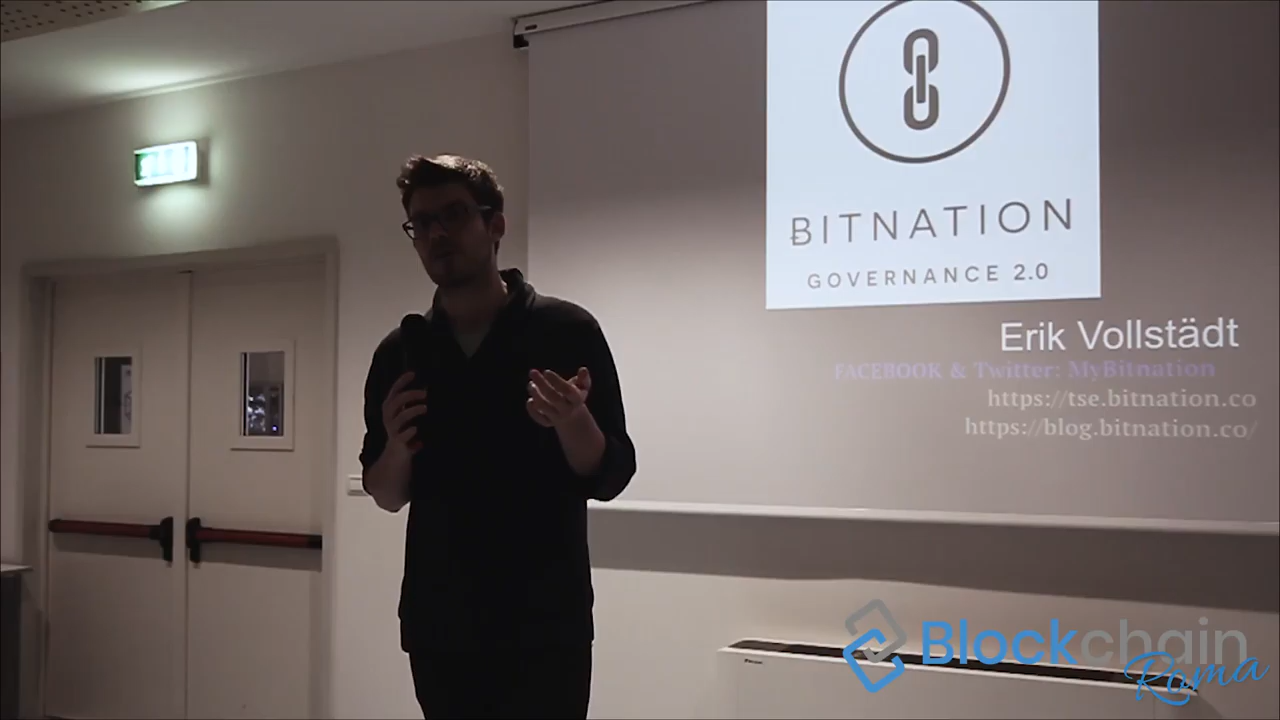 BITNATION
GOVERNANCE 2.0
Erik Vollstädt
FACEBOOK & Twitter: MyBitnation
https://tse.bitnation.co
https://blog.bitnation.co/
Blockchain
Roma